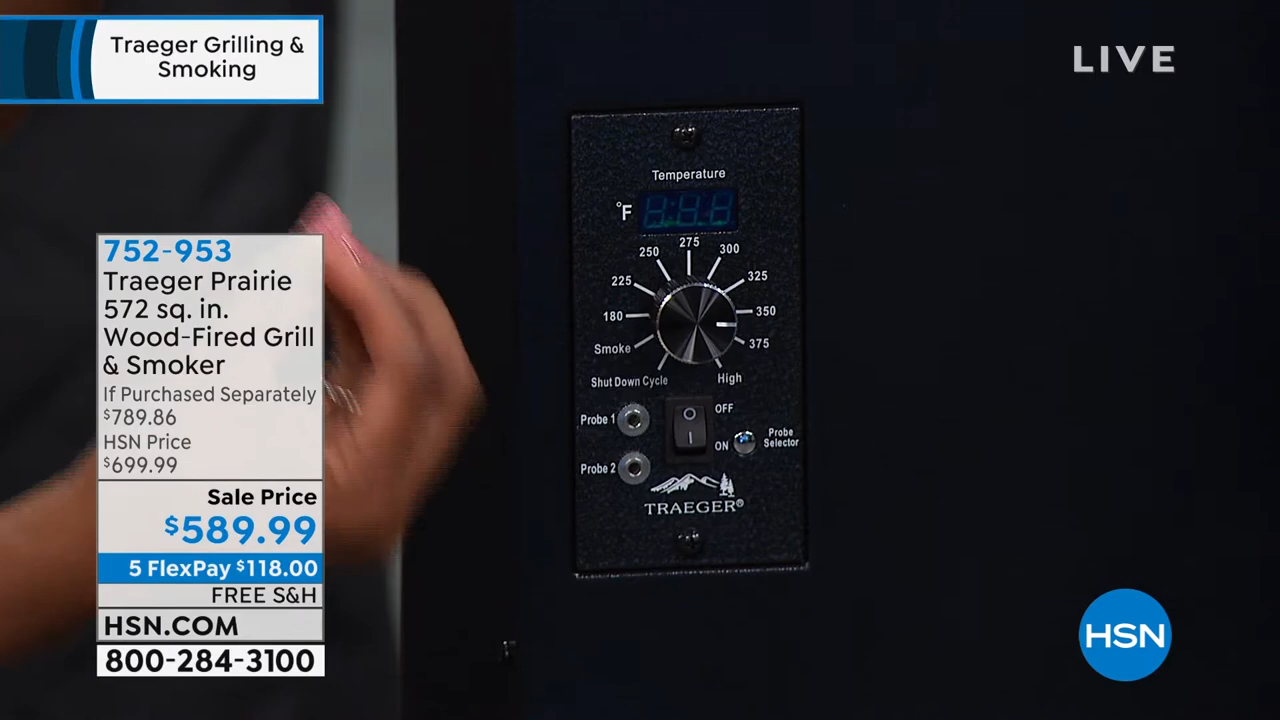 Traeger Grilling &
Smoking
LIVE
752-953
Traeger Prairie
572 sq. in.
Wood-Fired Grill
& Smoker
If Purchased Separately
$789.86
HSN Price
$699.99
Sale Price
$589.99
5 FlexPay $118.00
FREE S&H
HSN.COM
800-284-3100
Temperature
°F
250 275 300
225 325
180 350
Smoke 375
Shut Down Cycle High
Probe 1 OFF
ON Probe
Selector
Probe 2
TRAEGER®
HSN